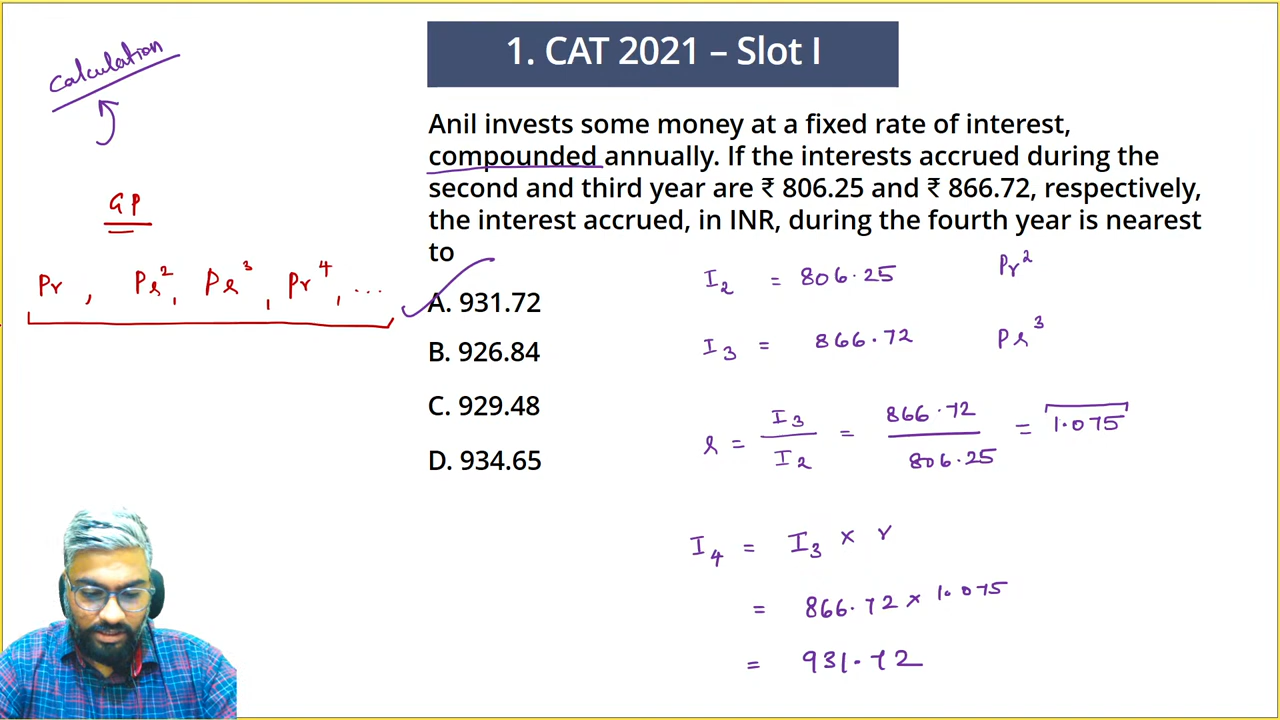 calculation
1. CAT 2021 – Slot I
Anil invests some money at a fixed rate of interest,
compounded annually. If the interests accrued during the
second and third year are ₹ 806.25 and ₹ 866.72, respectively,
the interest accrued, in INR, during the fourth year is nearest
to
A. 931.72
B. 926.84
C. 929.48
D. 934.65
GP
Pr, Pr², Pr³, Pr⁴, ...
I₂ = 806.25 Pr²
I₃ = 866.72 Pr³
r = I₃/I₂ = 866.72/806.25 = 1.075
I₄ = I₃ × r
= 866.72 × 1.075
= 931.72